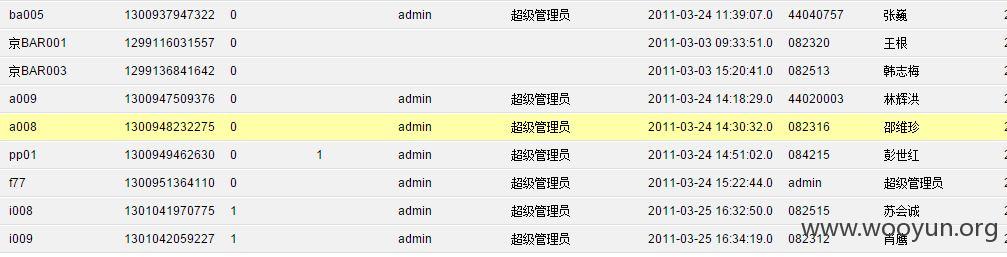 ba005 1300937947322 0 admin 超级管理员 2011-03-24 11:39:07.0 44040757 张巍
京BAR001 1299116031557 0 2011-03-03 09:33:51.0 082320 王根
京BAR003 1299136841642 0 2011-03-03 15:20:41.0 082513 韩志梅
a009 1300947509376 0 admin 超级管理员 2011-03-24 14:18:29.0 44020003 林辉洪
a008 1300948232275 0 admin 超级管理员 2011-03-24 14:30:32.0 082316 邵维珍
pp01 1300949462630 0 1 admin 超级管理员 2011-03-24 14:51:02.0 084215 彭世红
f77 1300951364110 0 admin 超级管理员 2011-03-24 15:22:44.0 admin 超级管理员
i008 1301041970775 1 admin 超级管理员 2011-03-25 16:32:50.0 082515 苏会诚
i009 1301042059227 1 admin 超级管理员 2011-03-25 16:34:19.0 082312 肖鹰
www.wooyun.org